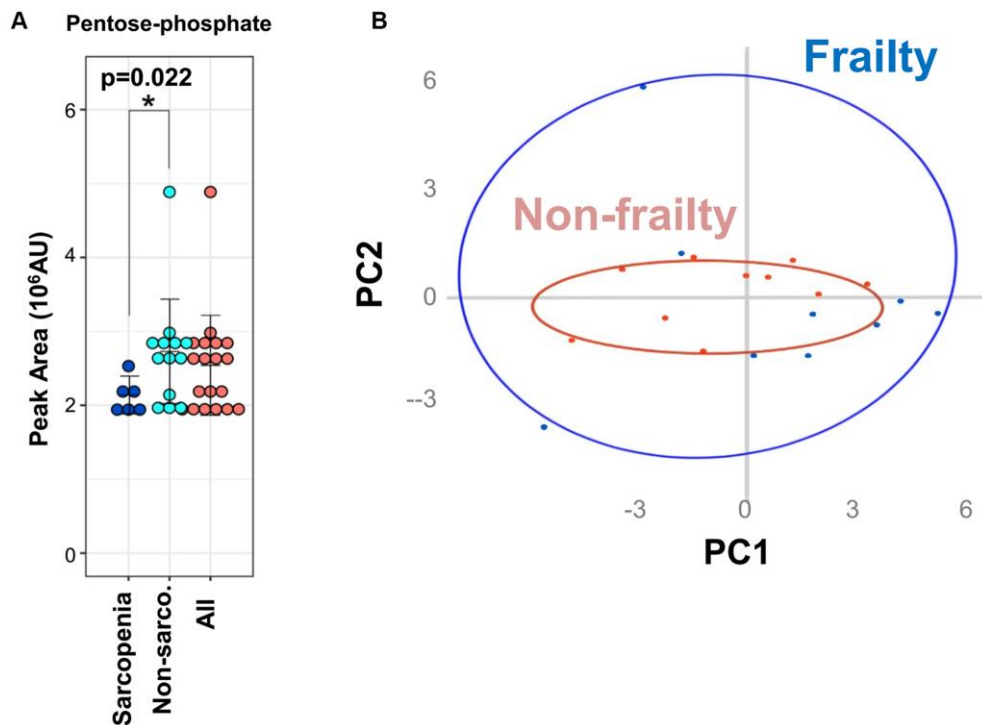 A
Pentose-phosphate
p=0.022
*
6
4
2
0
Peak Area (10⁶AU)
Sarcopenia
Non-sarco.
All
B
Frailty
Non-frailty
6
3
0
--3
PC2
-3
0
3
6
PC1